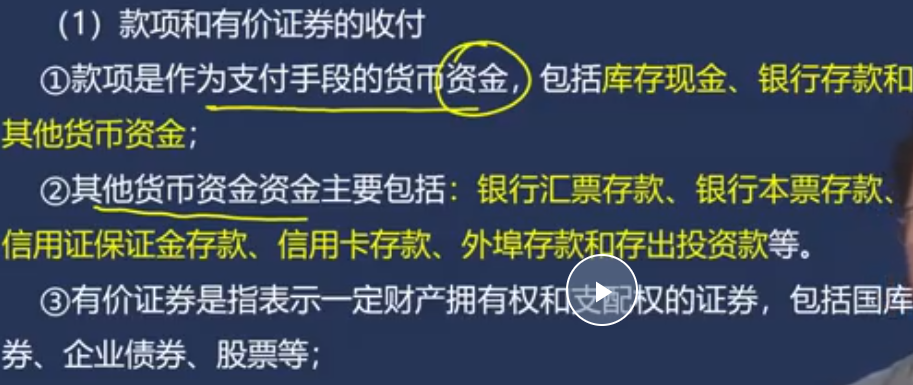 （1）款项和有价证券的收付
①款项是作为支付手段的货币资金，包括库存现金、银行存款和
其他货币资金；
②其他货币资金资金主要包括：银行汇票存款、银行本票存款、
信用证保证金存款、信用卡存款、外埠存款和存出投资款等。
③有价证券是指表示一定财产拥有权和支配权的证券，包括国库
券、企业债券、股票等；